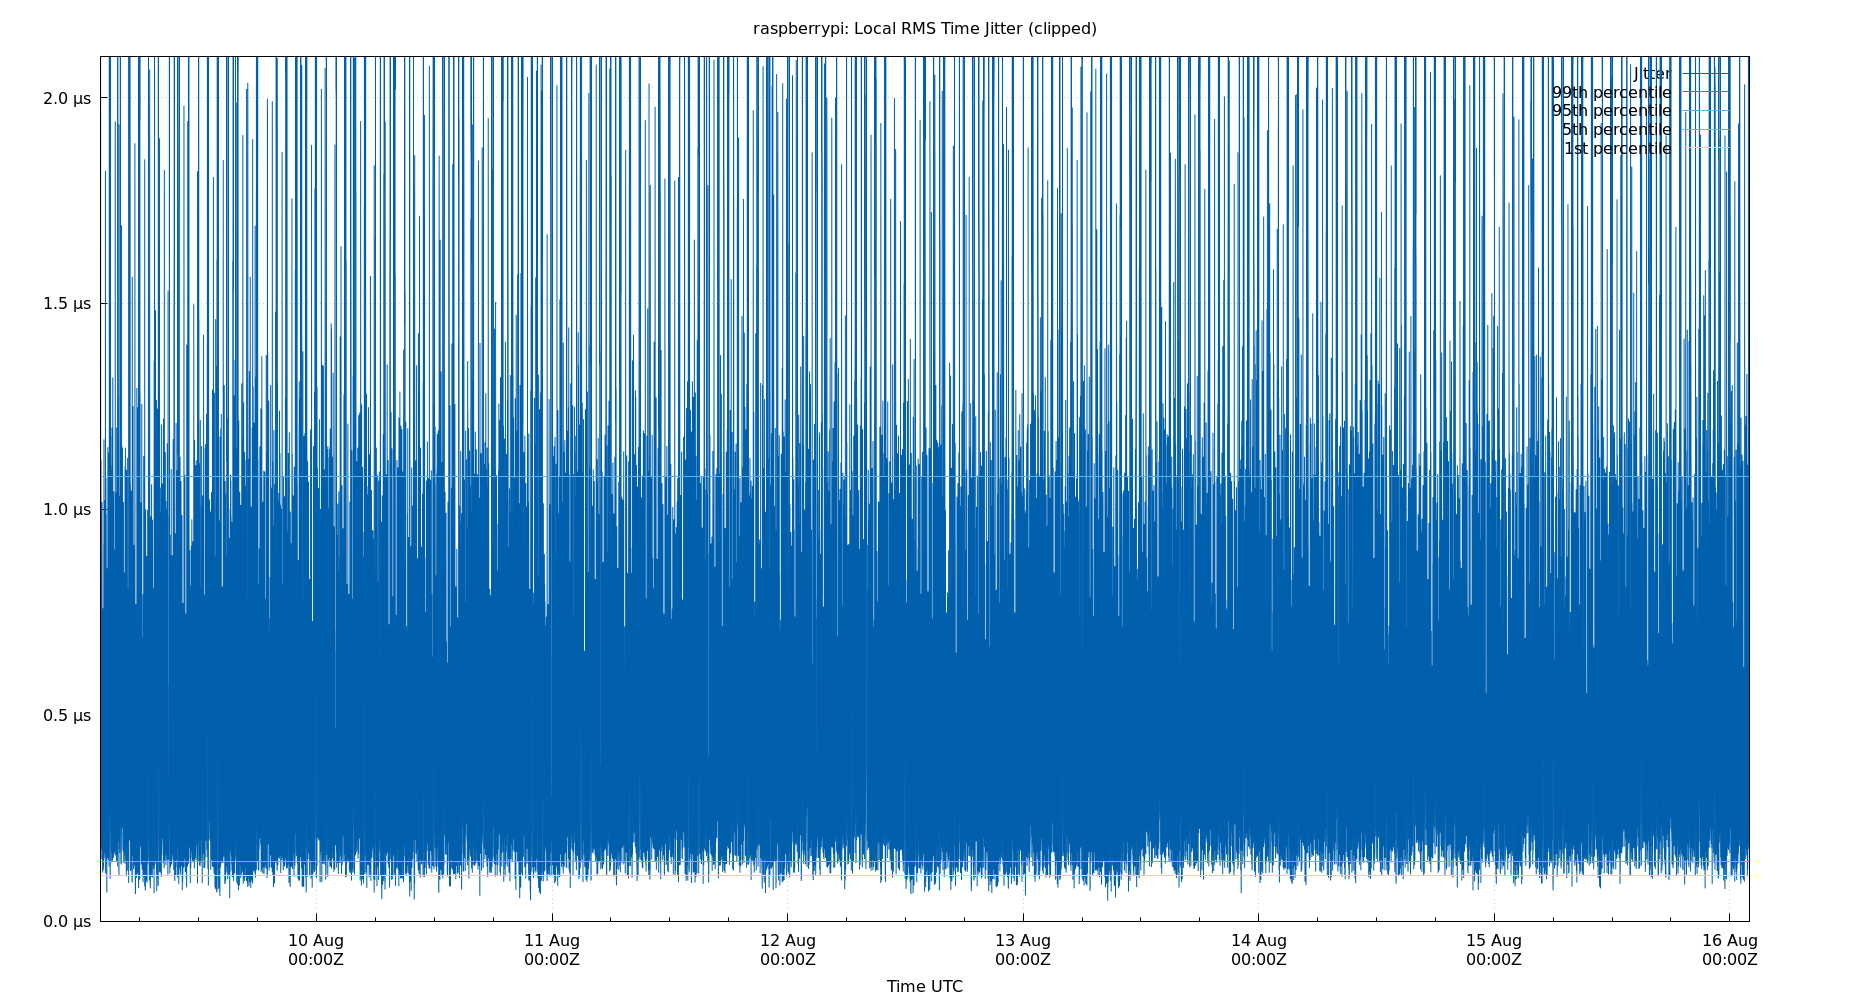 raspberrypi: Local RMS Time Jitter (clipped)
Jitter
99th percentile
95th percentile
5th percentile
1st percentile
2.0 µs
1.5 µs
1.0 µs
0.5 µs
0.0 µs
10 Aug
00:00Z
11 Aug
00:00Z
12 Aug
00:00Z
13 Aug
00:00Z
14 Aug
00:00Z
15 Aug
00:00Z
16 Aug
00:00Z
Time UTC